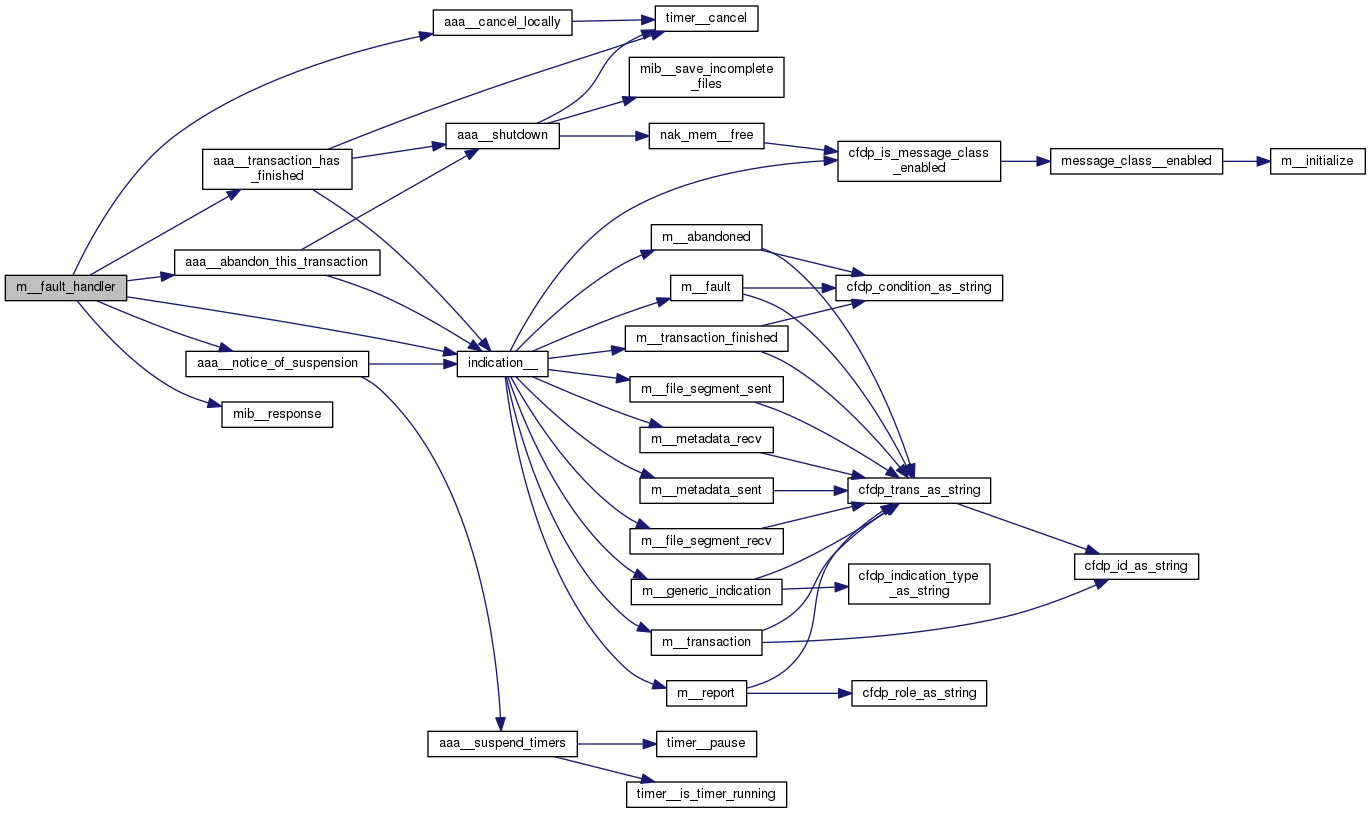 aaa__cancel_locally
timer__cancel
mib__save_incomplete
_files
aaa__shutdown
nak_mem__free
aaa__transaction_has
_finished
cfdp_is_message_class
_enabled
message_class__enabled
m__initialize
m__abandoned
aaa__abandon_this_transaction
m__fault_handler
m__fault
cfdp_condition_as_string
m__transaction_finished
aaa__notice_of_suspension
indication__
m__file_segment_sent
mib__response
m__metadata_recv
m__metadata_sent
cfdp_trans_as_string
m__file_segment_recv
cfdp_id_as_string
m__generic_indication
cfdp_indication_type
_as_string
m__transaction
m__report
cfdp_role_as_string
aaa__suspend_timers
timer__pause
timer__is_timer_running